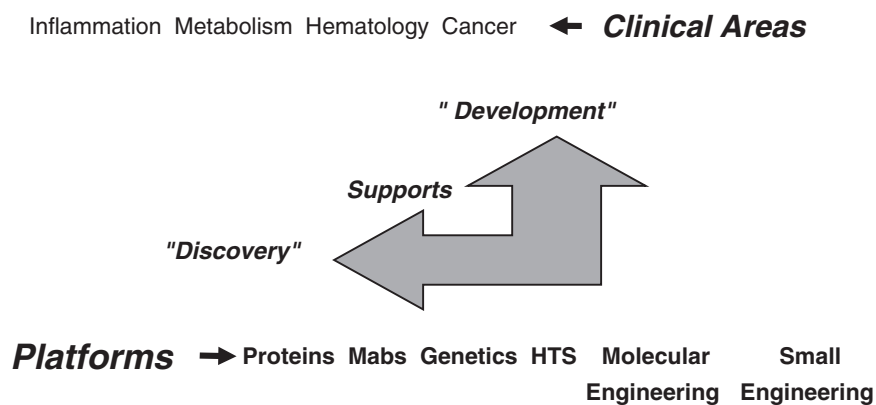 Inflammation Metabolism Hematology Cancer Clinical Areas
" Development"
Supports
"Discovery"
Platforms Proteins Mabs Genetics HTS Molecular Engineering Small Engineering